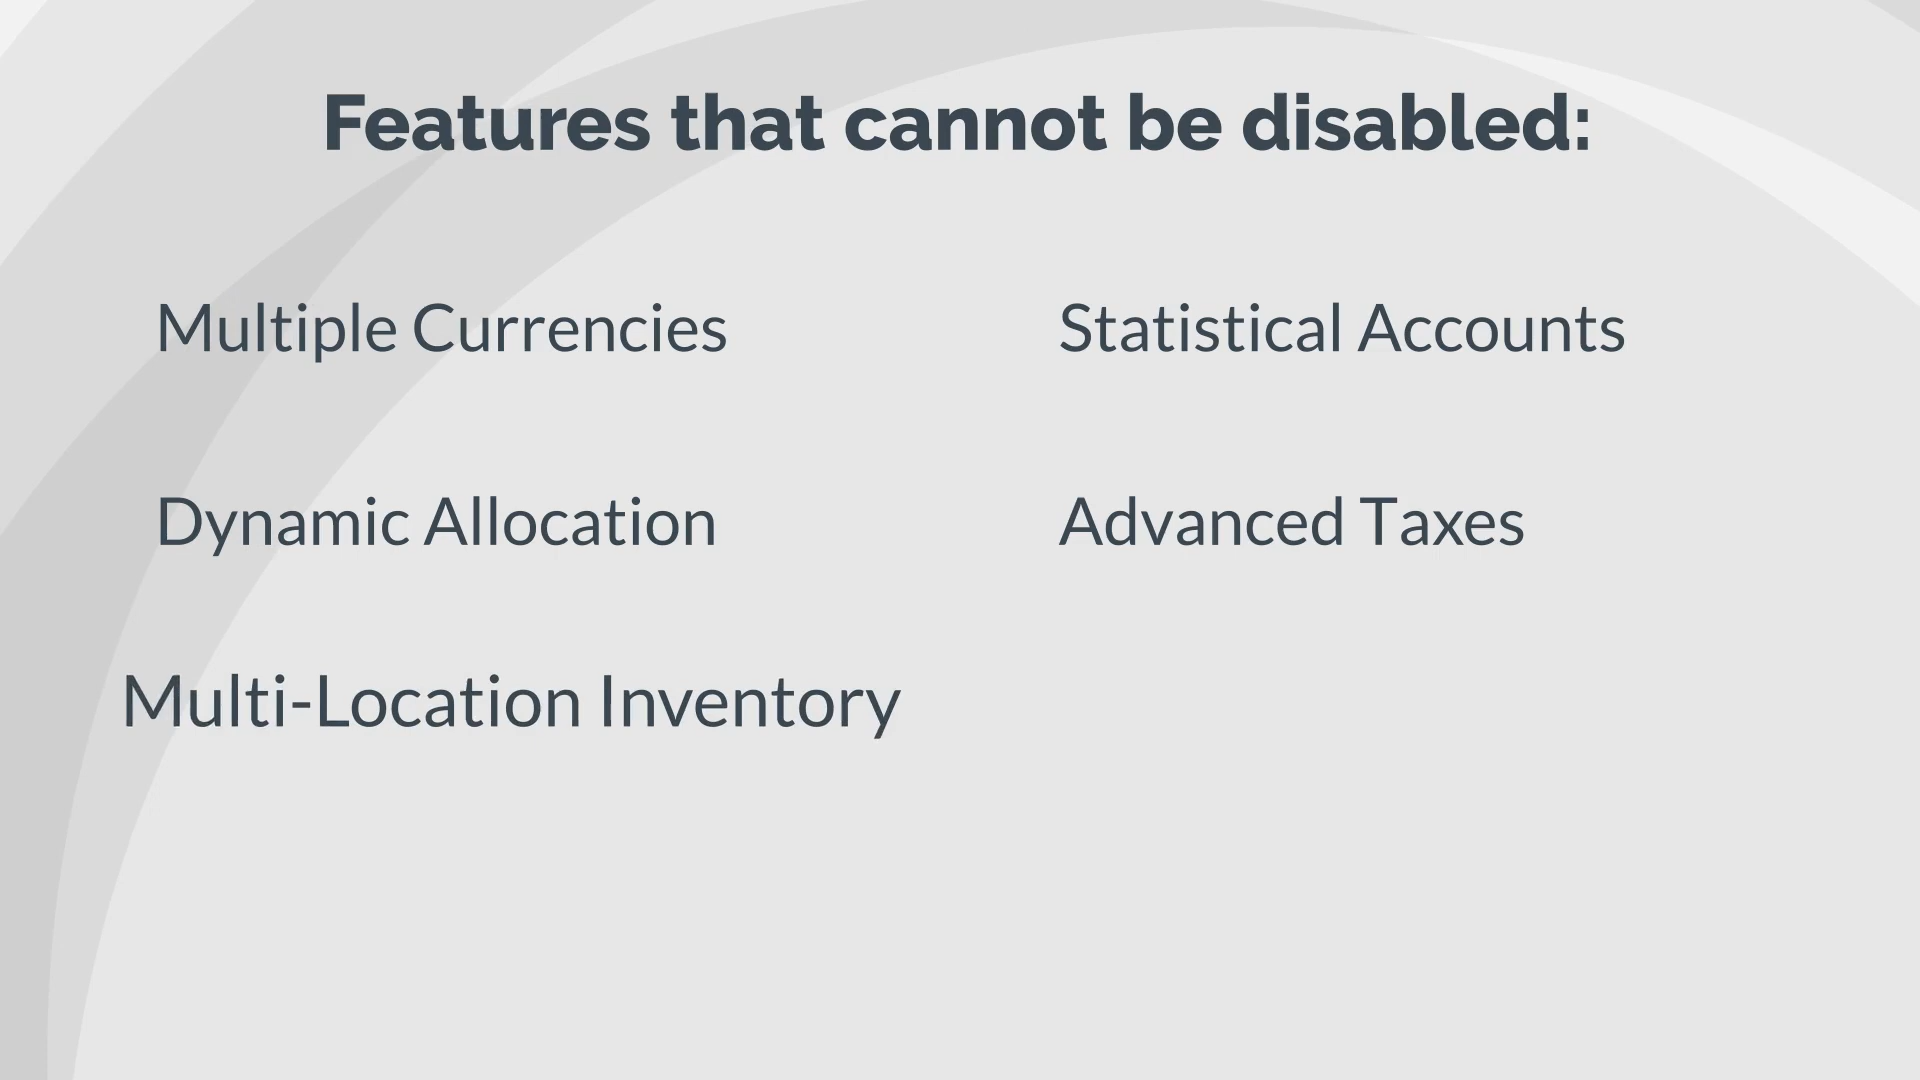 Features that cannot be disabled:
Multiple Currencies
Statistical Accounts
Dynamic Allocation
Advanced Taxes
Multi-Location Inventory